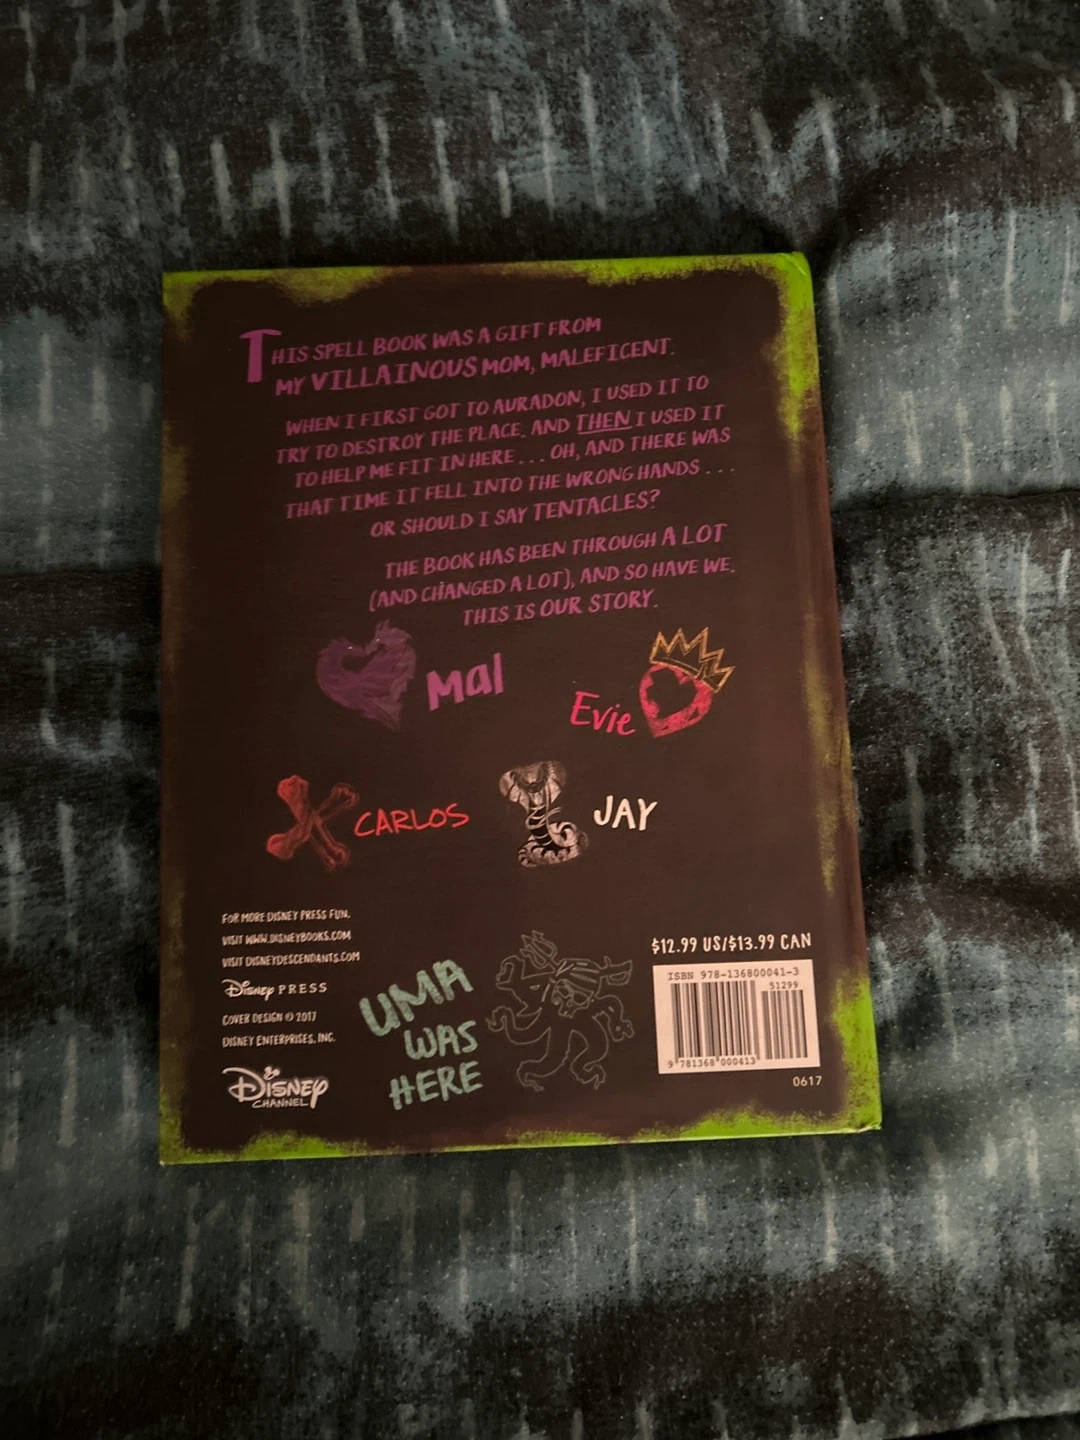 THIS SPELL BOOK WAS A GIFT FROM
MY VILLAINOUS MOM, MALEFICENT.
WHEN I FIRST GOT TO AURADON, I USED IT TO
TRY TO DESTROY THE PLACE, AND THEN I USED IT
TO HELP ME FIT IN HERE . . . OH, AND THERE WAS
THAT TIME IT FELL INTO THE WRONG HANDS . . .
OR SHOULD I SAY TENTACLES?
THE BOOK HAS BEEN THROUGH A LOT
(AND CHANGED A LOT), AND SO HAVE WE.
THIS IS OUR STORY.
Mal
Evie
CARLOS
JAY
FOR MORE DISNEY PRESS FUN,
VISIT WWW.DISNEYBOOKS.COM
VISIT DISNEYDESCENDANTS.COM
Disney PRESS
COVER DESIGN © 2017
DISNEY ENTERPRISES, INC.
Disney
CHANNEL
UMA
WAS
HERE
$12.99 US/$13.99 CAN
ISBN 978-136800041-3
51299
9 781368 000413
0617